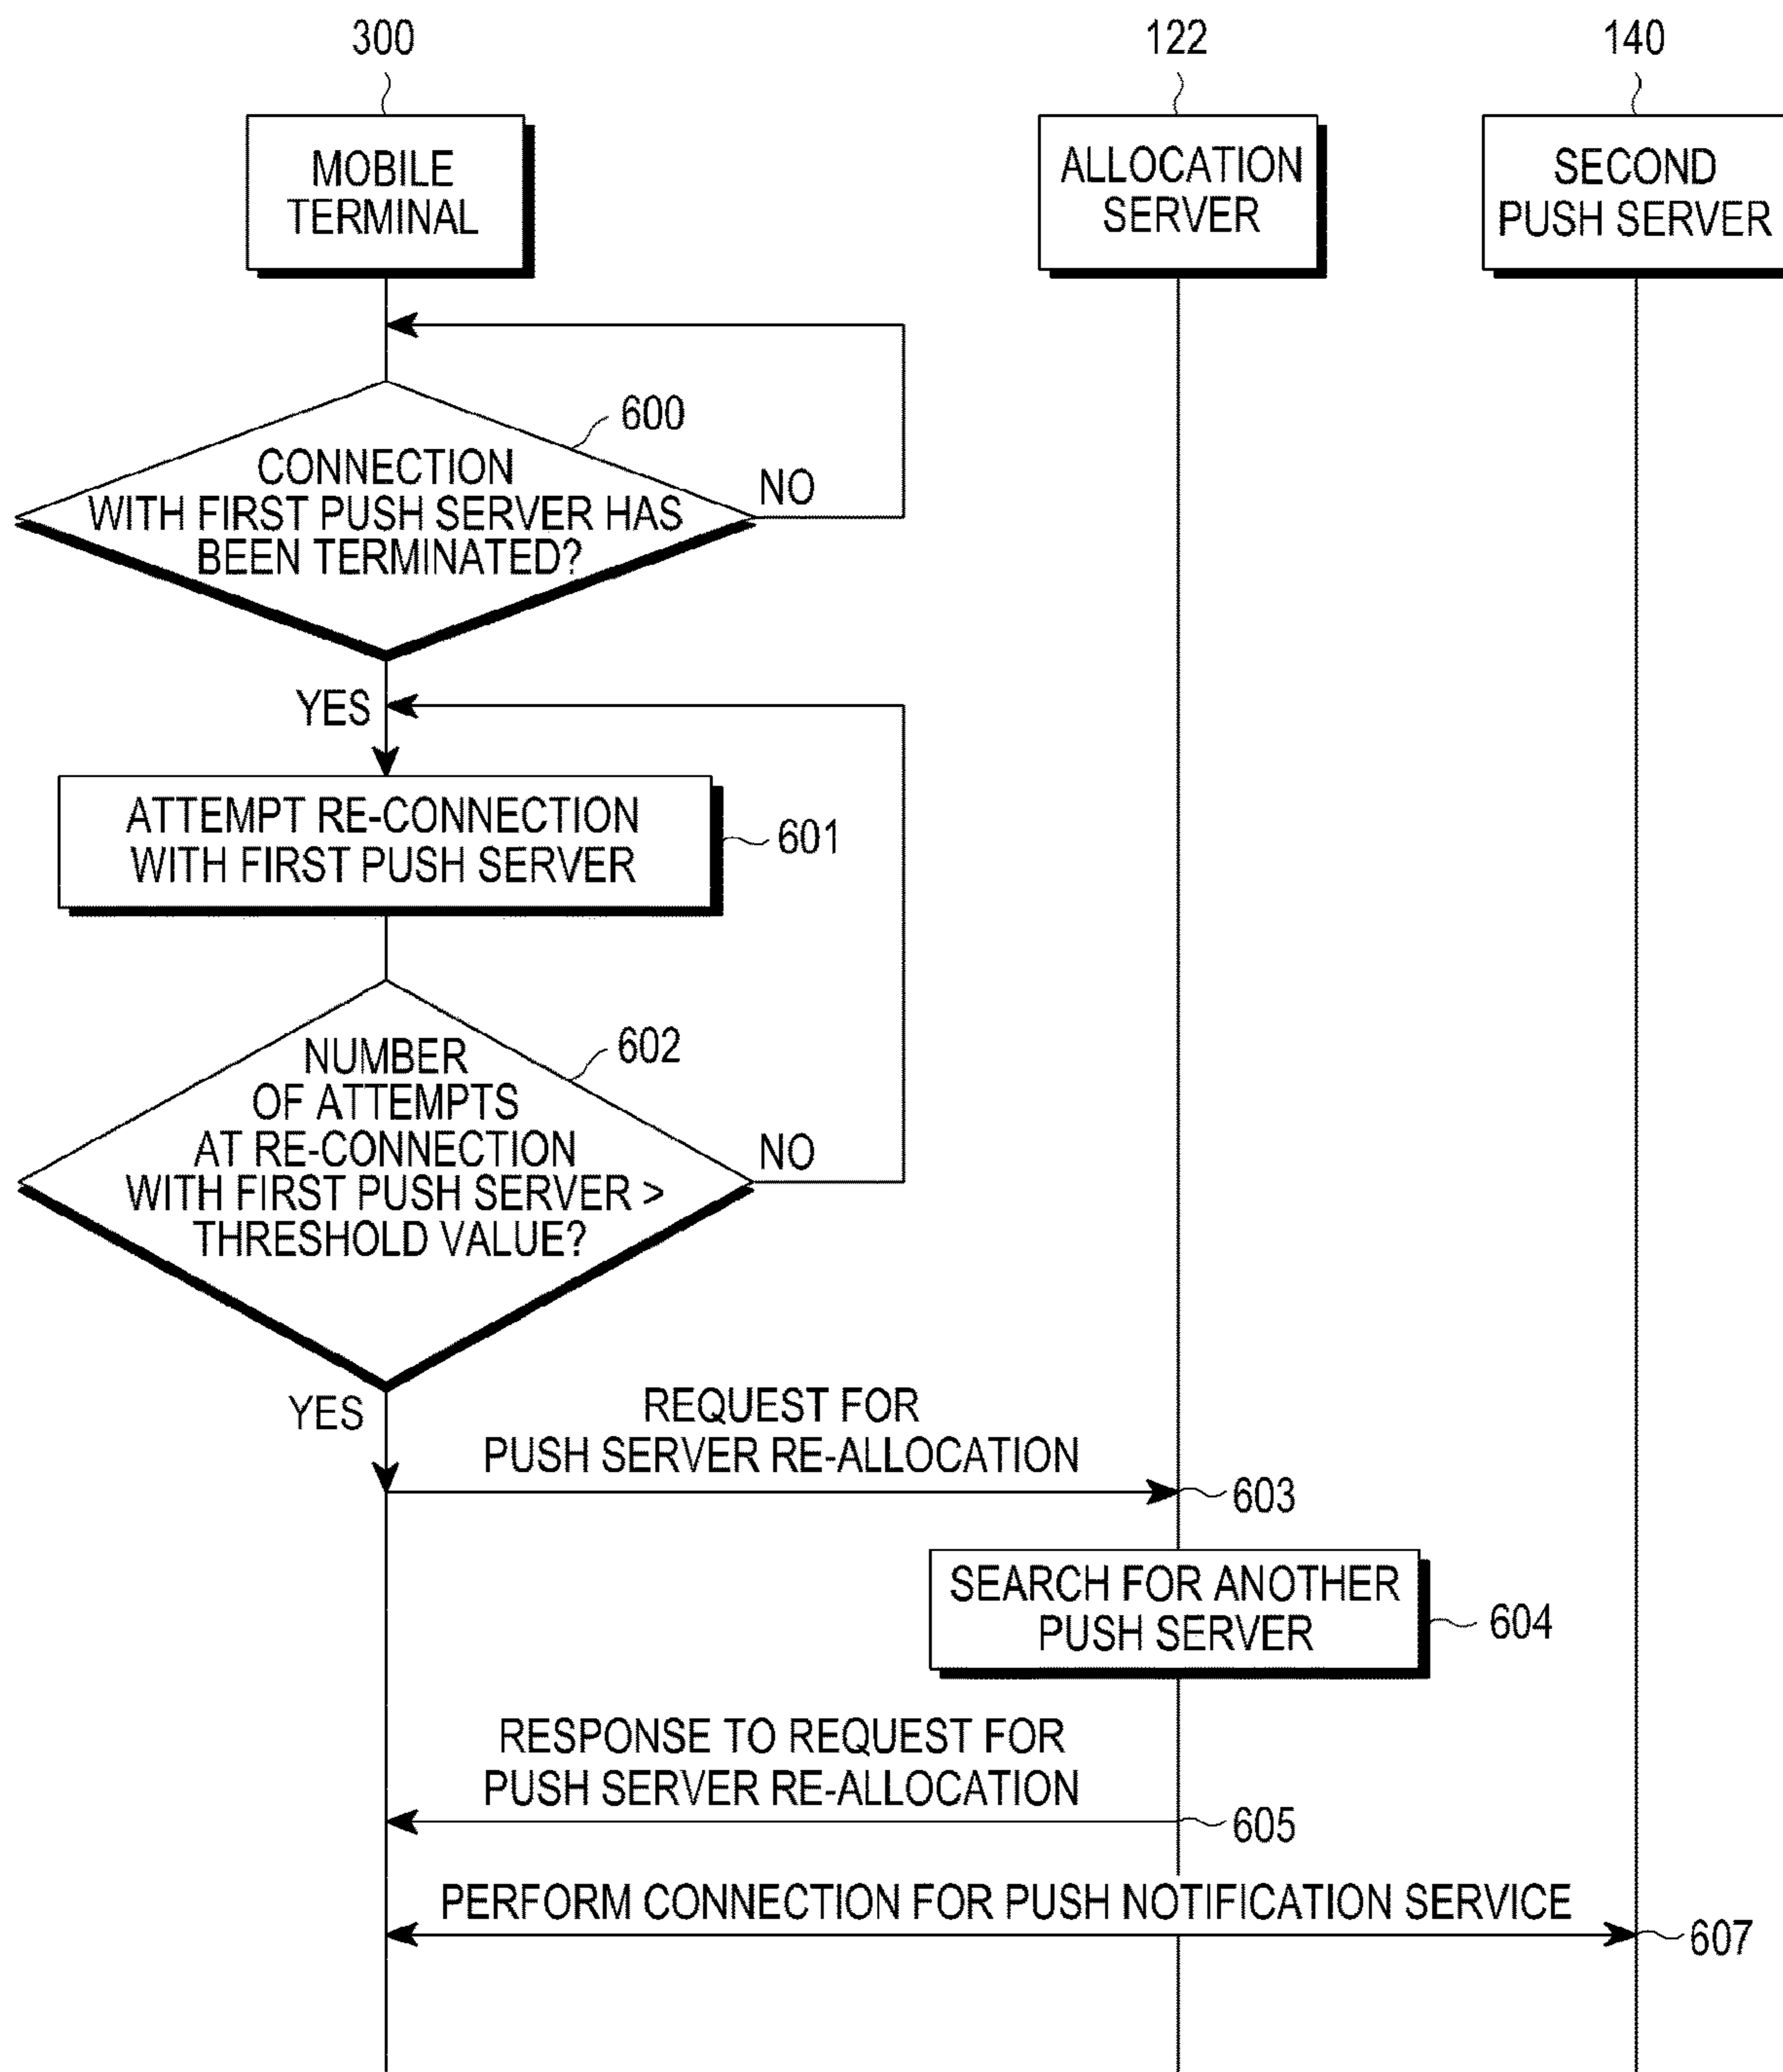 300
122
140
MOBILE
TERMINAL
ALLOCATION
SERVER
SECOND
PUSH SERVER
600
CONNECTION
WITH FIRST PUSH SERVER HAS
BEEN TERMINATED?
NO
YES
ATTEMPT RE-CONNECTION
WITH FIRST PUSH SERVER
601
602
NUMBER
OF ATTEMPTS
AT RE-CONNECTION
WITH FIRST PUSH SERVER >
THRESHOLD VALUE?
NO
YES
REQUEST FOR
PUSH SERVER RE-ALLOCATION
603
SEARCH FOR ANOTHER
PUSH SERVER
604
RESPONSE TO REQUEST FOR
PUSH SERVER RE-ALLOCATION
605
PERFORM CONNECTION FOR PUSH NOTIFICATION SERVICE
607